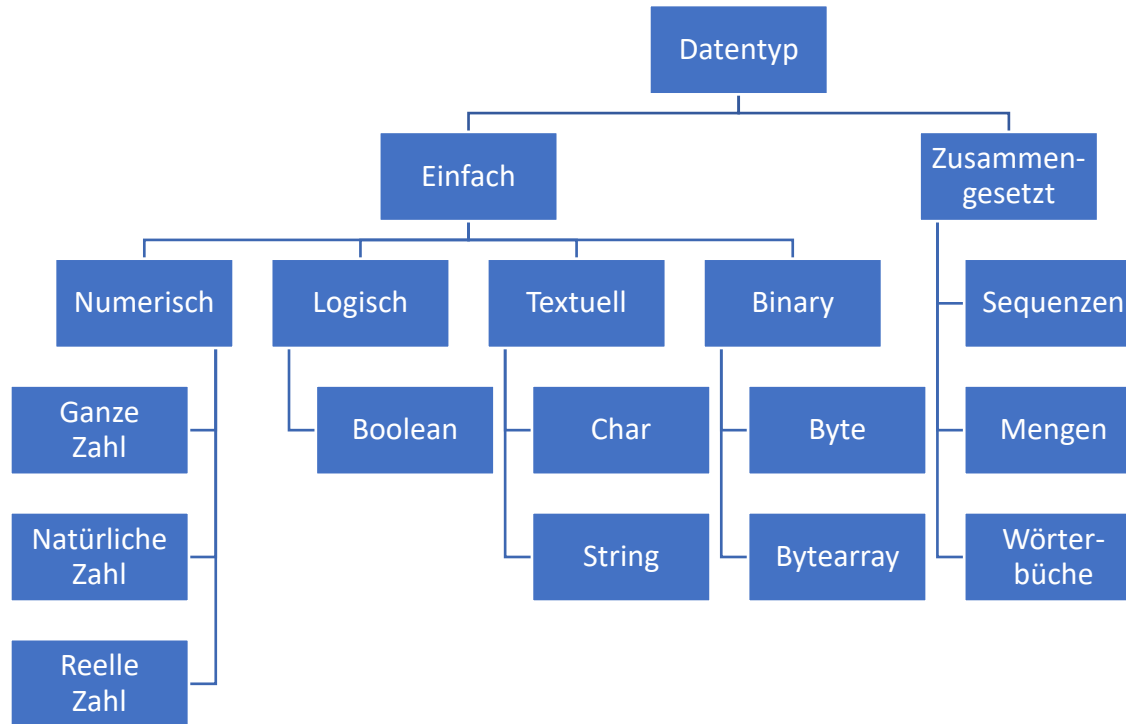 Datentyp
Einfach
Zusammen-
gesetzt
Numerisch
Logisch
Textuell
Binary
Sequenzen
Ganze
Zahl
Boolean
Char
Byte
Mengen
Natürliche
Zahl
String
Bytearray
Wörter-
büche
Reelle
Zahl